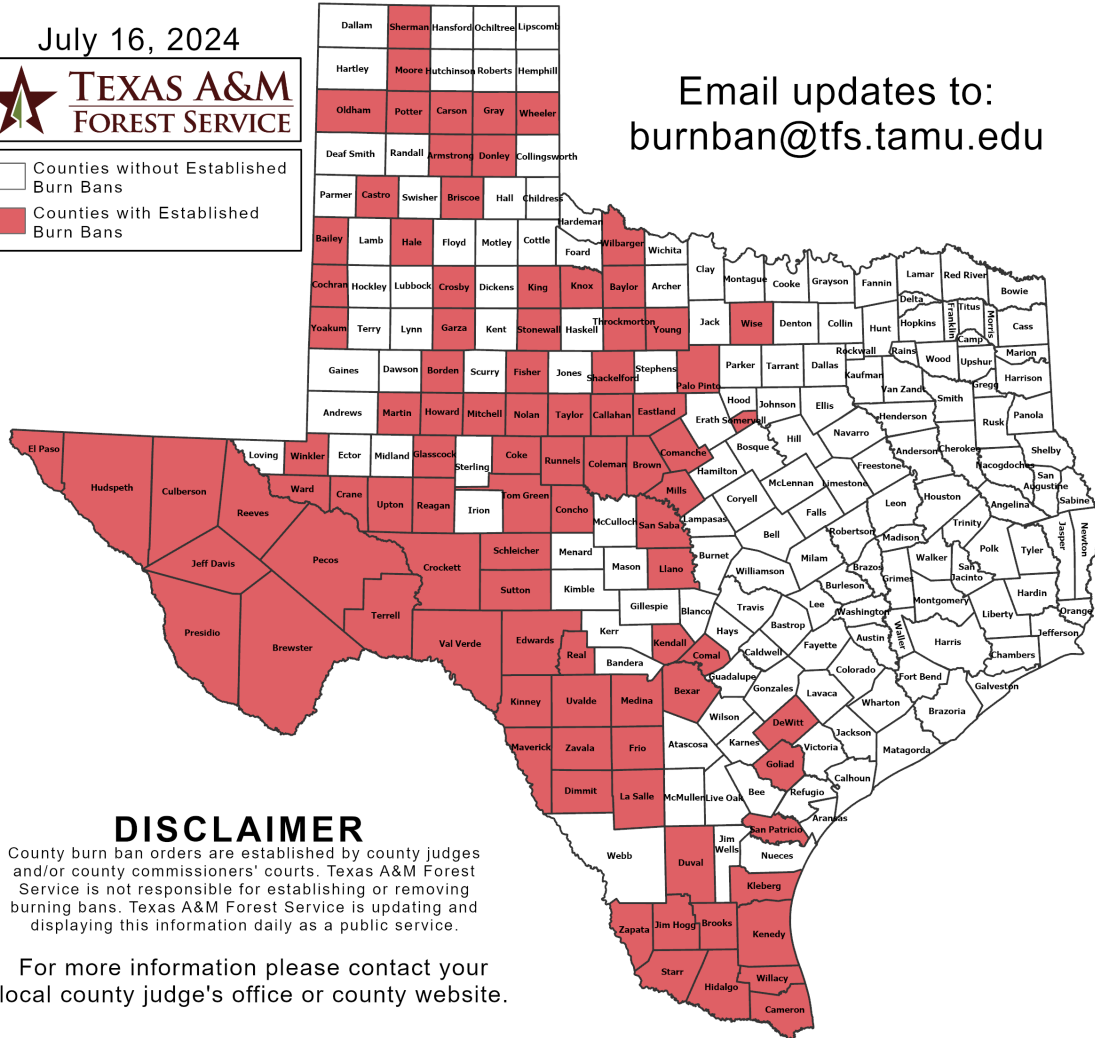 July 16, 2024
TEXAS A&M
FOREST SERVICE
Counties without Established
Burn Bans
Counties with Established
Burn Bans
Email updates to:
burnban@tfs.tamu.edu
Dallam Sherman Hansford Ochiltree Lipscomb
Hartley Moore Hutchinson Roberts Hemphill
Oldham Potter Carson Gray Wheeler
Deaf Smith Randall Armstrong Donley Collingsworth
Parmer Castro Swisher Briscoe Hall Childress
Hardeman
Bailey Lamb Hale Floyd Motley Cottle Foard Wilbarger Wichita
Clay Montague Cooke Grayson Fannin Lamar Red River Bowie
Cochran Hockley Lubbock Crosby Dickens King Knox Baylor Archer
Delta Franklin Titus Morris Cass
Yoakum Terry Lynn Garza Kent Stonewall Haskell Throckmorton Young Jack Wise Denton Collin Hunt Hopkins
Camp
Gaines Dawson Borden Scurry Fisher Jones Shackelford Stephens Palo Pinto Parker Tarrant Dallas Rockwall Kaufman Rains Wood Upshur Marion
Van Zandt Gregg Harrison
Andrews Martin Howard Mitchell Nolan Taylor Callahan Eastland Erath Hood Somervell Johnson Ellis Henderson Smith Rusk Panola
El Paso Hudspeth Culberson Loving Winkler Ector Midland Glasscock Sterling Coke Runnels Coleman Brown Comanche Hamilton Bosque Hill Navarro Freestone Anderson Cherokee Nacogdoches Shelby
Reeves Ward Crane Upton Reagan Irion Tom Green Concho McCulloch San Saba Mills Lampasas Coryell McLennan Limestone Falls Leon Houston Angelina San
Augustine Sabine
Jeff Davis Pecos Crockett Schleicher Menard Mason Llano Burnet Bell Milam Robertson Madison Trinity Walker Polk Tyler Jasper Newton
Presidio Brewster Terrell Sutton Kimble Gillespie Blanco Williamson Travis Burleson Brazos Grimes San
Jacinto Montgomery Liberty Hardin Orange
Val Verde Edwards Real Kerr Bandera Kendall Comal Hays Bastrop Lee Washington Austin Waller Harris Chambers Jefferson
Kinney Uvalde Medina Bexar Guadalupe Caldwell Gonzales Fayette Lavaca Colorado Wharton Fort Bend Brazoria Galveston
Maverick Zavala Frio Atascosa Wilson Karnes DeWitt Victoria Jackson Matagorda
Dimmit La Salle McMullen Live Oak Bee Goliad Refugio Calhoun Aransas
Webb Duval Jim
Wells San Patricio Nueces
Kleberg
Zapata Jim Hogg Brooks Kenedy
Starr Hidalgo Willacy
Cameron
DISCLAIMER
County burn ban orders are established by county judges
and/or county commissioners' courts. Texas A&M Forest
Service is not responsible for establishing or removing
burning bans. Texas A&M Forest Service is updating and
displaying this information daily as a public service.
For more information please contact your
local county judge's office or county website.